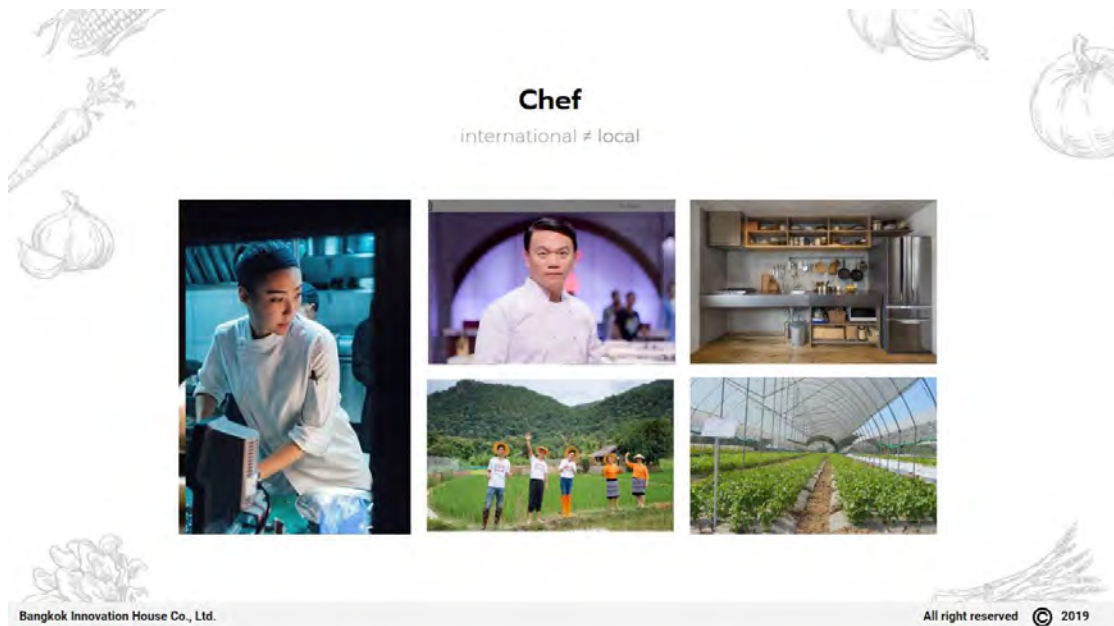 Chef
international ≠ local
Bangkok Innovation House Co., Ltd.
All right reserved © 2019